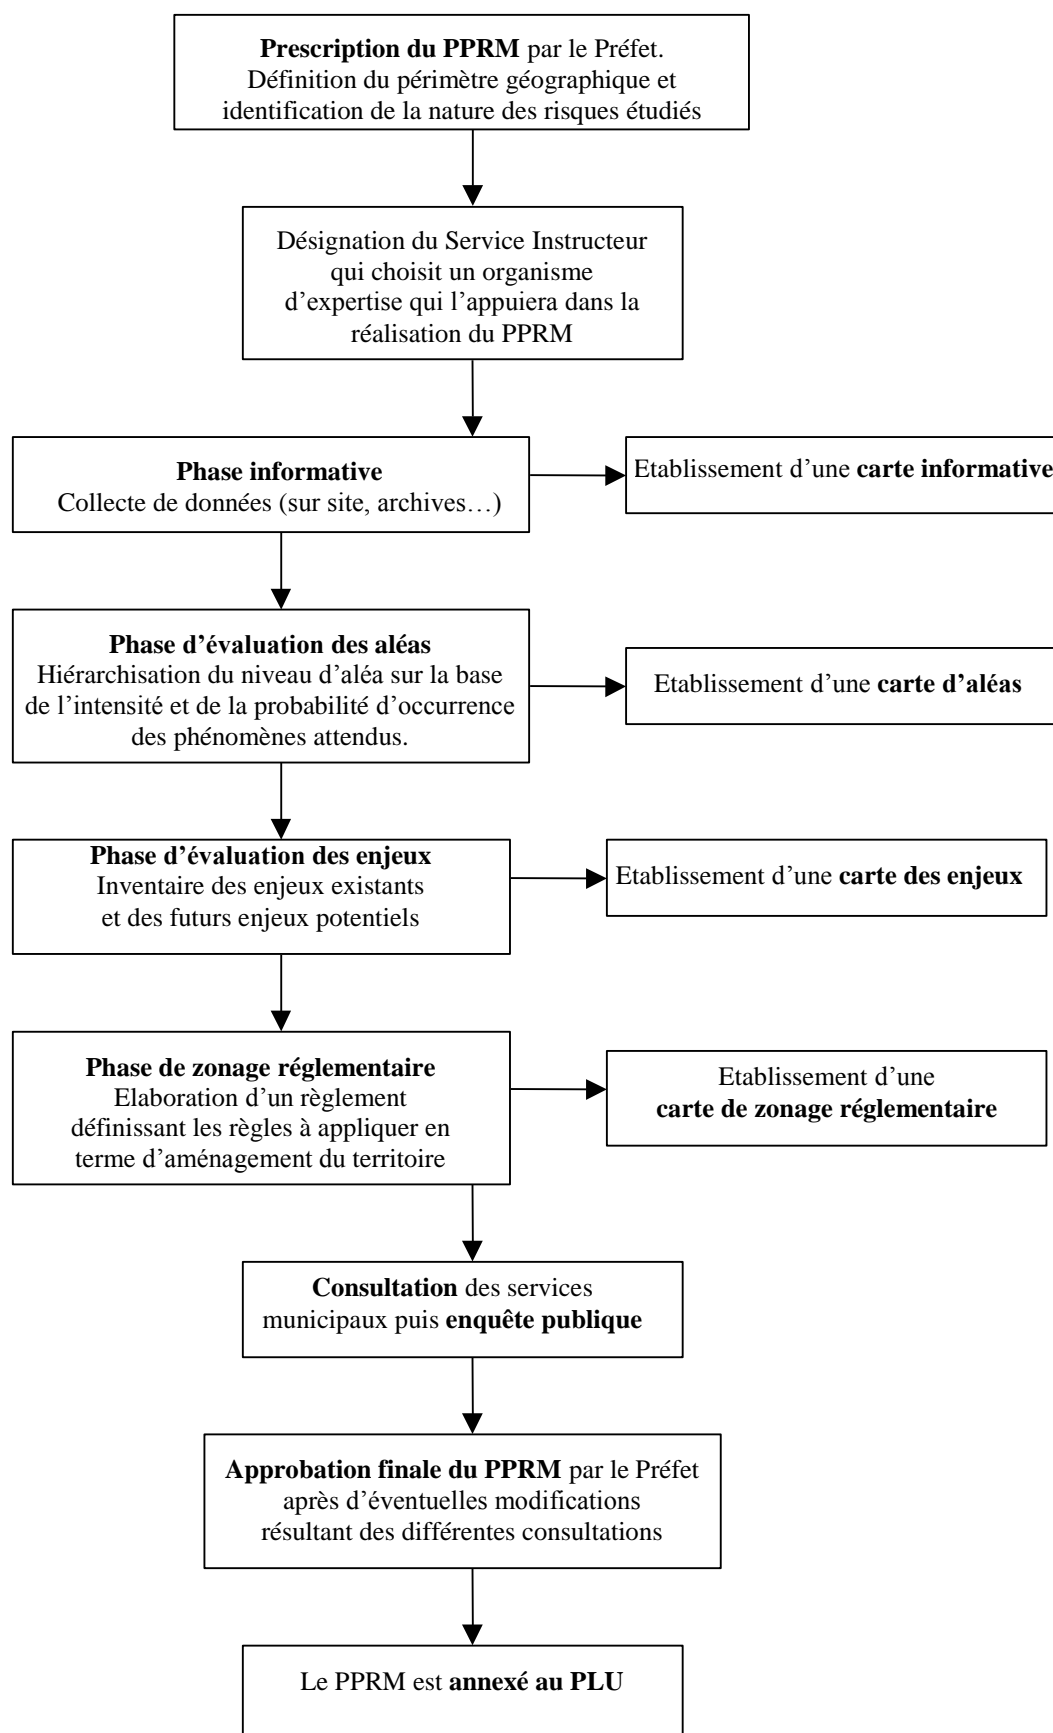 Prescription du PPRM par le Préfet.
Définition du périmètre géographique et
identification de la nature des risques étudiés
Désignation du Service Instructeur
qui choisit un organisme
d’expertise qui l’appuiera dans la
réalisation du PPRM
Phase informative
Collecte de données (sur site, archives…)
Etablissement d’une carte informative
Phase d’évaluation des aléas
Hiérarchisation du niveau d’aléa sur la base
de l’intensité et de la probabilité d’occurrence
des phénomènes attendus.
Etablissement d’une carte d’aléas
Phase d’évaluation des enjeux
Inventaire des enjeux existants
et des futurs enjeux potentiels
Etablissement d’une carte des enjeux
Phase de zonage réglementaire
Elaboration d’un règlement
définissant les règles à appliquer en
terme d’aménagement du territoire
Etablissement d’une
carte de zonage réglementaire
Consultation des services
municipaux puis enquête publique
Approbation finale du PPRM par le Préfet
après d’éventuelles modifications
résultant des différentes consultations
Le PPRM est annexé au PLU